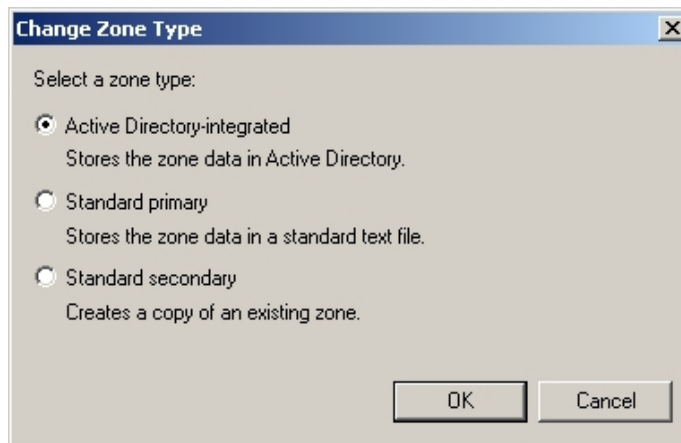 Change Zone Type
Select a zone type:
Active Directory-integrated
Stores the zone data in Active Directory.
Standard primary
Stores the zone data in a standard text file.
Standard secondary
Creates a copy of an existing zone.
OK Cancel